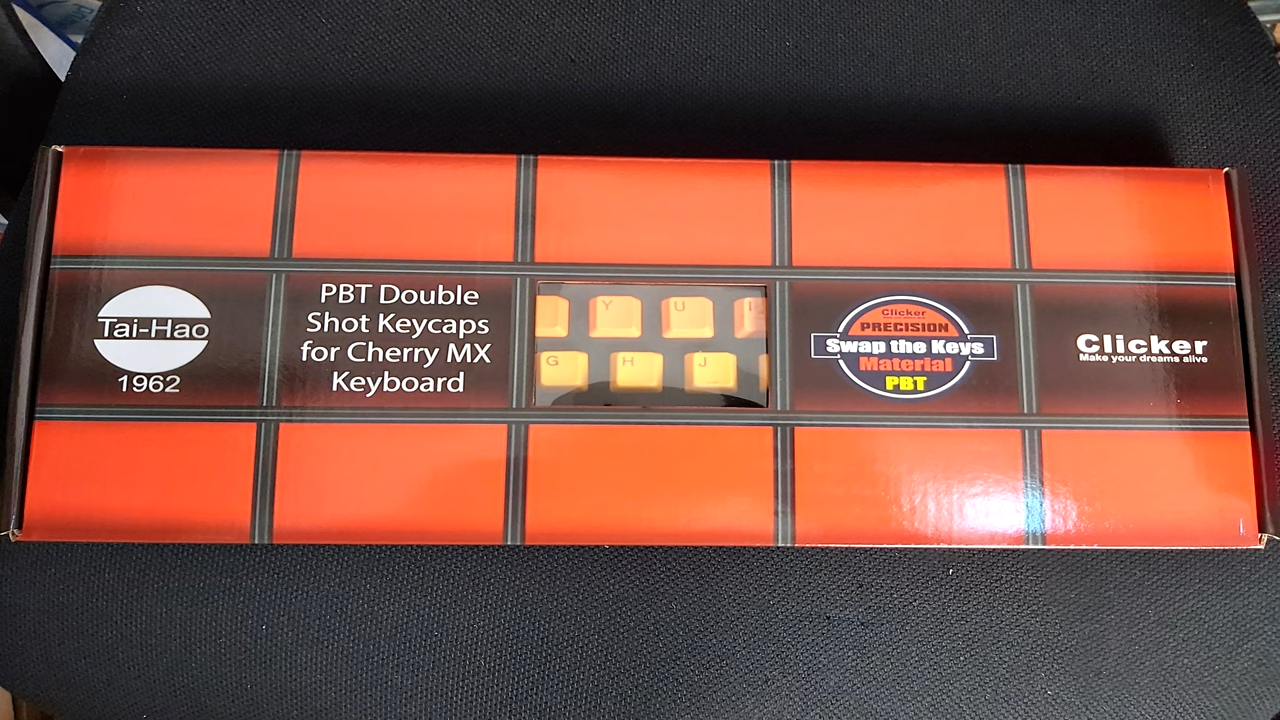 Tai-Hao
1962
PBT Double
Shot Keycaps
for Cherry MX
Keyboard
Y U I
G H J
Clicker
PRECISION
Swap the Keys
Material
PBT
Clicker
Make your dreams alive